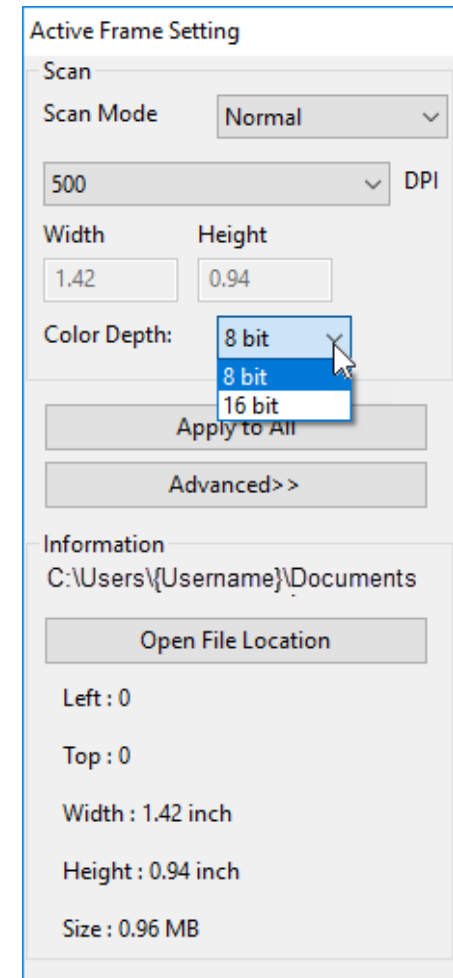 Active Frame Setting
Scan
Scan Mode Normal
500 DPI
Width Height
1.42 0.94
Color Depth: 8 bit
8 bit
16 bit
Apply to All
Advanced>>
Information
C:\Users\{Username}\Documents
Open File Location
Left : 0
Top : 0
Width : 1.42 inch
Height : 0.94 inch
Size : 0.96 MB